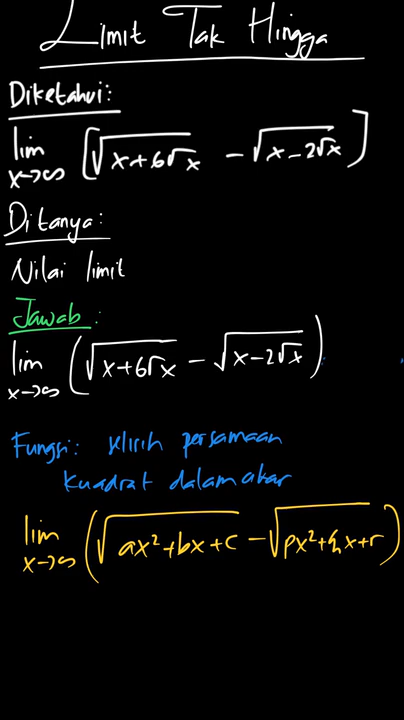 Limit Tak Hingga
Diketahui:
lim x→∞ [√(x+6√x) - √(x-2√x)]
Ditanya:
Nilai limit
Jawab:
lim x→∞ (√(x+6√x) - √(x-2√x))
Fungsi: slirih persamaan
kuadrat dalam akar
lim x→∞ (√(ax²+bx+c) - √(px²+qx+r))